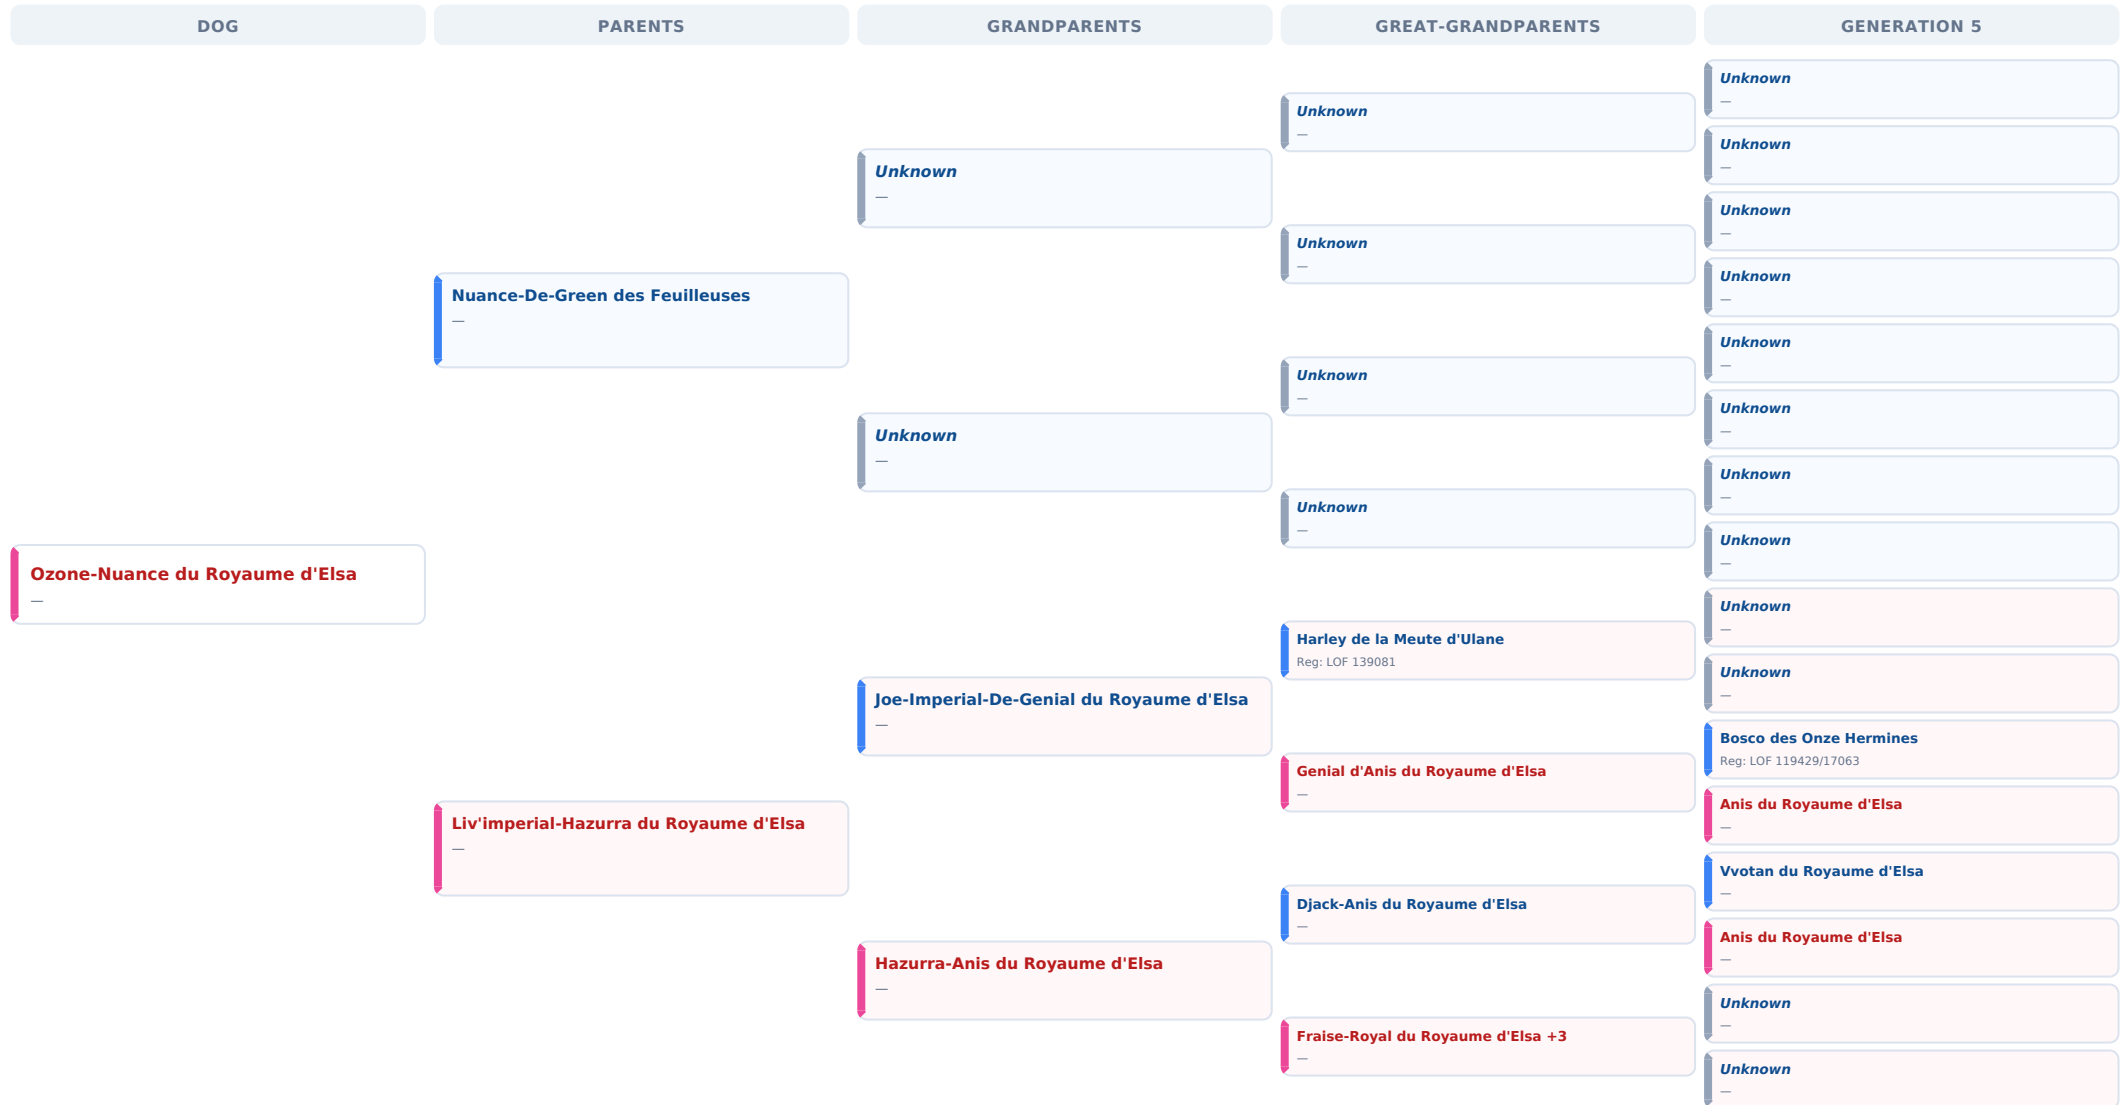 DOG
PARENTS
GRANDPARENTS
GREAT-GRANDPARENTS
GENERATION 5
Ozone-Nuance du Royaume d'Elsa
—
Nuance-De-Green des Feuilleuses
—
Liv'imperial-Hazurra du Royaume d'Elsa
—
Unknown
—
Unknown
—
Joe-Imperial-De-Genial du Royaume d'Elsa
—
Hazurra-Anis du Royaume d'Elsa
—
Unknown
—
Unknown
—
Unknown
—
Unknown
—
Harley de la Meute d'Ulane
Reg: LOF 139081
Genial d'Anis du Royaume d'Elsa
—
Djack-Anis du Royaume d'Elsa
—
Fraise-Royal du Royaume d'Elsa +3
—
Unknown
—
Unknown
—
Unknown
—
Unknown
—
Unknown
—
Unknown
—
Unknown
—
Unknown
—
Unknown
—
Unknown
—
Bosco des Onze Hermines
Reg: LOF 119429/17063
Anis du Royaume d'Elsa
—
Vvotan du Royaume d'Elsa
—
Anis du Royaume d'Elsa
—
Unknown
—
Unknown
—